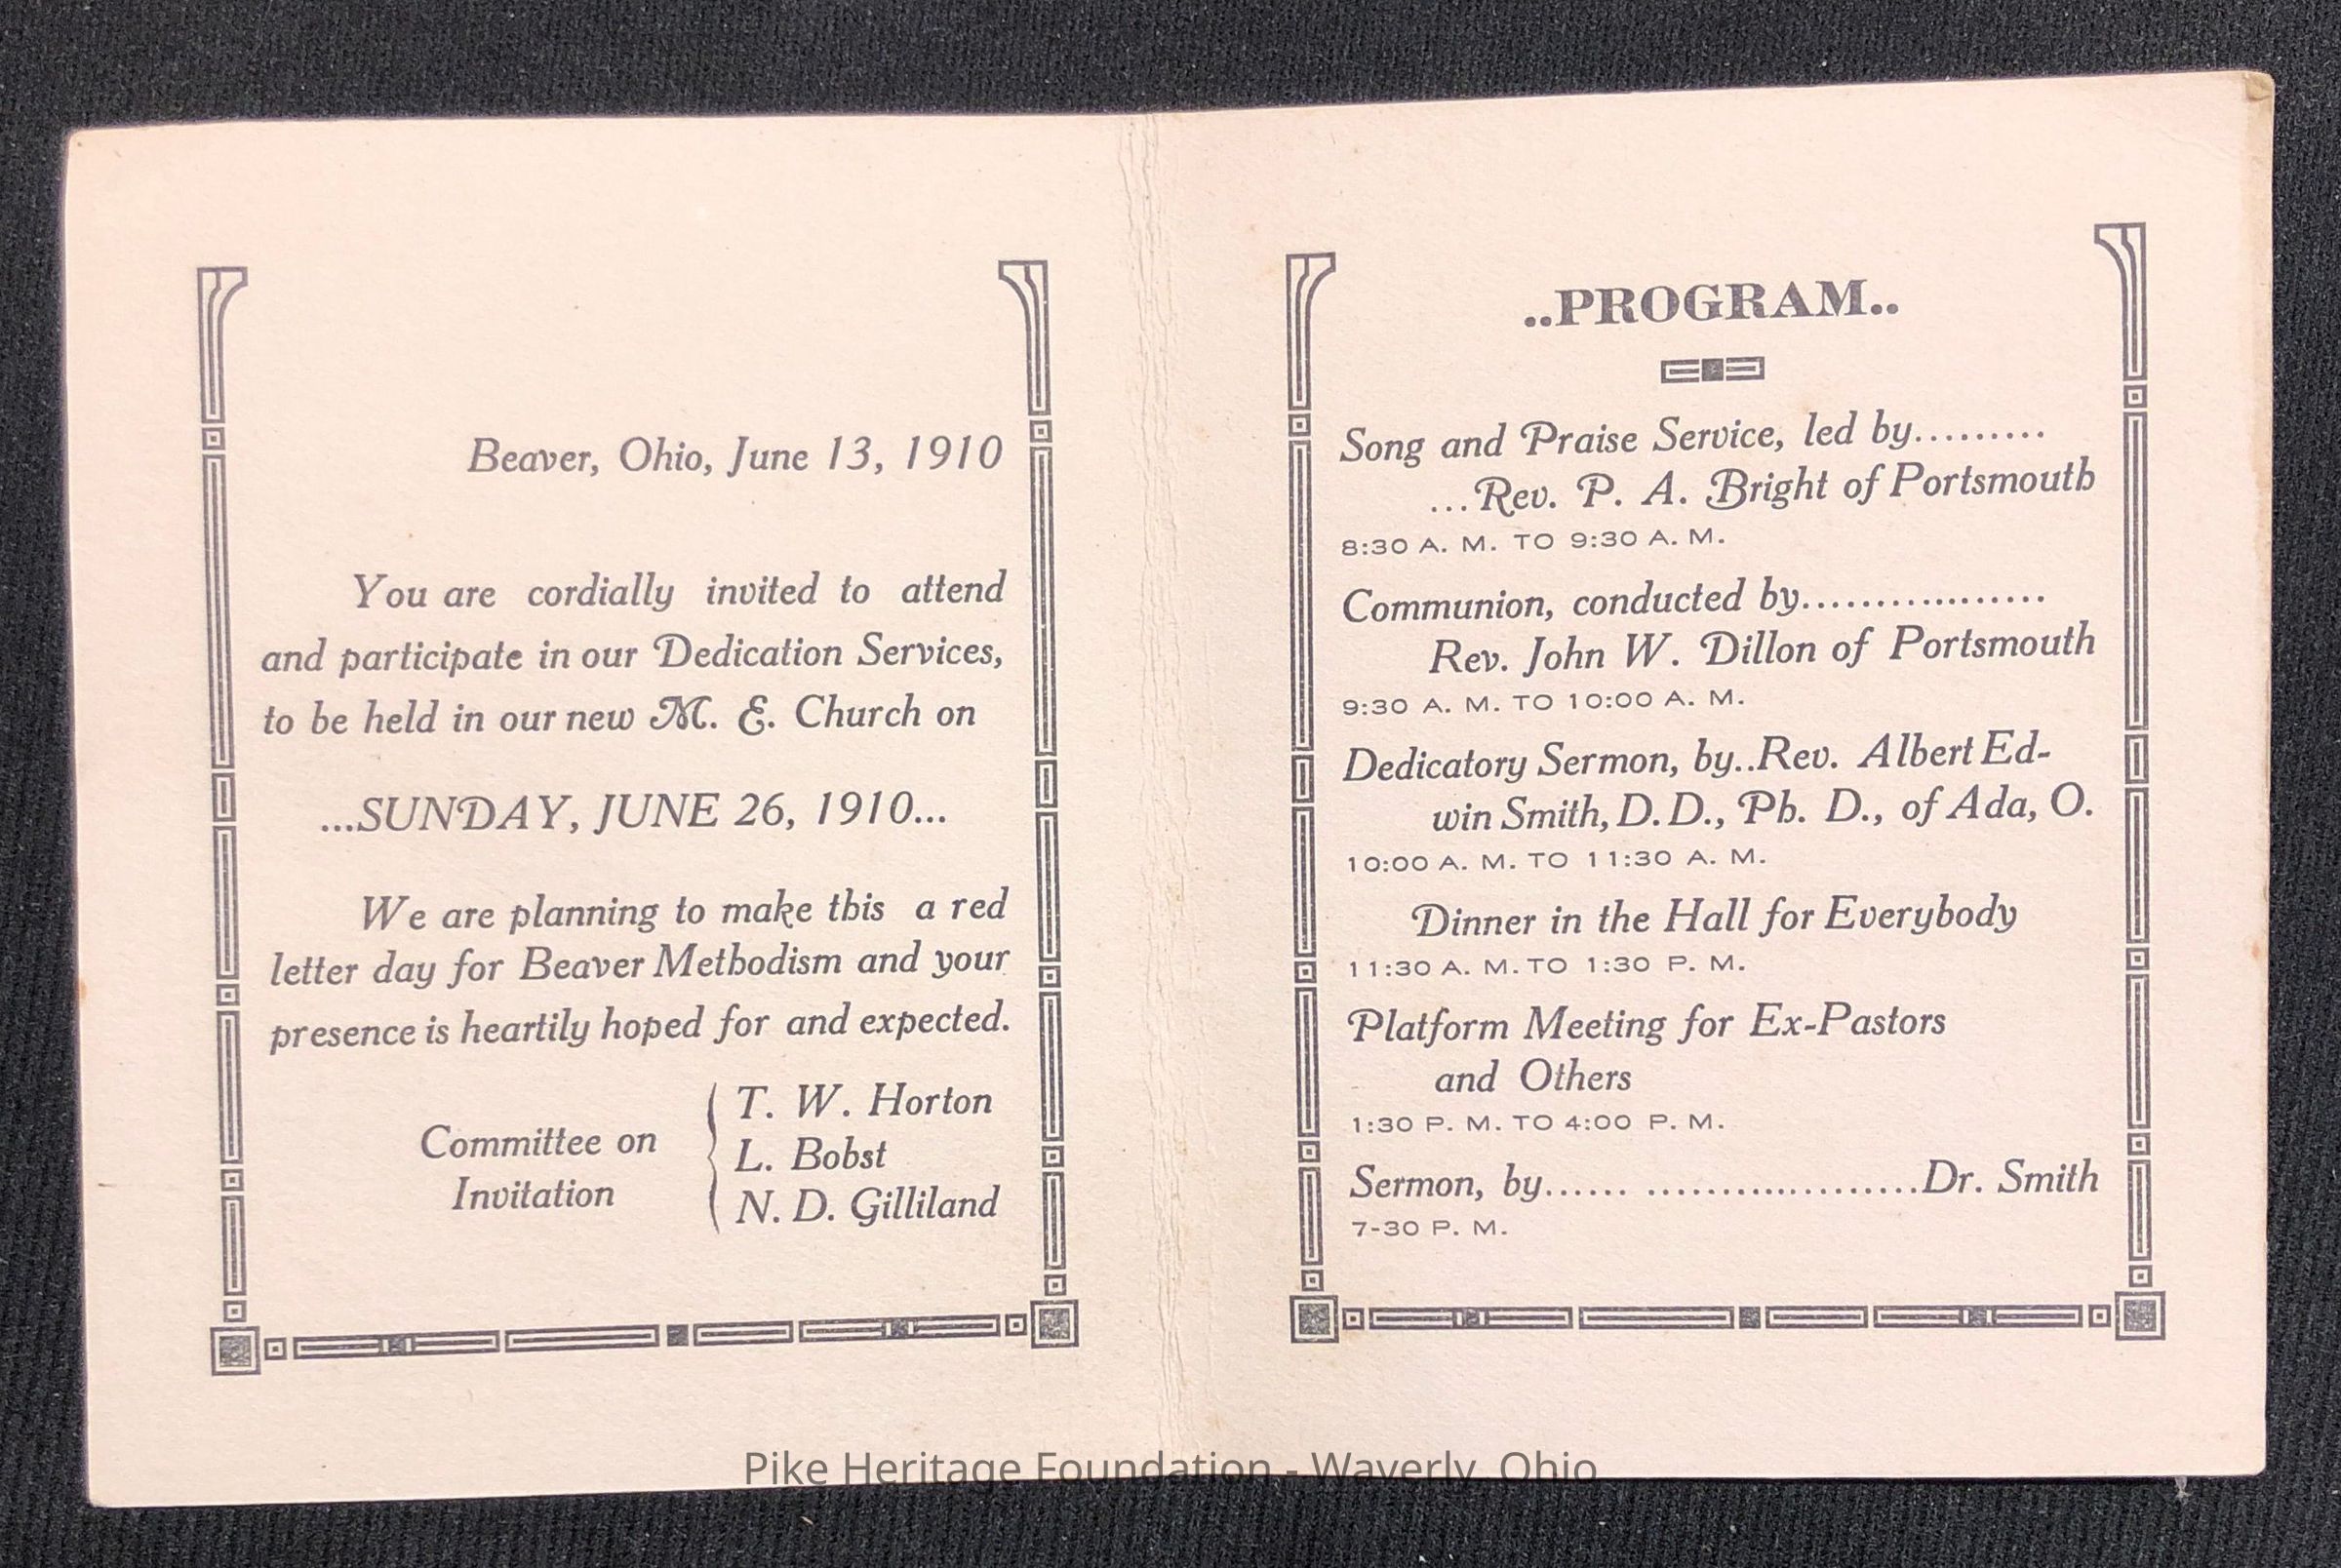 Beaver, Ohio, June 13, 1910
You are cordially invited to attend
and participate in our Dedication Services,
to be held in our new M. E. Church on
...SUNDAY, JUNE 26, 1910...
We are planning to make this a red
letter day for Beaver Methodism and your
presence is heartily hoped for and expected.
Committee on
Invitation
T. W. Horton
L. Bobst
N. D. Gilliland
..PROGRAM..
Song and Praise Service, led by.........
...Rev. P. A. Bright of Portsmouth
8:30 A. M. TO 9:30 A. M.
Communion, conducted by..................
Rev. John W. Dillon of Portsmouth
9:30 A. M. TO 10:00 A. M.
Dedicatory Sermon, by..Rev. Albert Ed-
win Smith, D.D., Ph. D., of Ada, O.
10:00 A. M. TO 11:30 A. M.
Dinner in the Hall for Everybody
11:30 A. M. TO 1:30 P. M.
Platform Meeting for Ex-Pastors
and Others
1:30 P. M. TO 4:00 P. M.
Sermon, by...... ....................Dr. Smith
7-30 P. M.
Pike Heritage Foundation - Waverly, Ohio